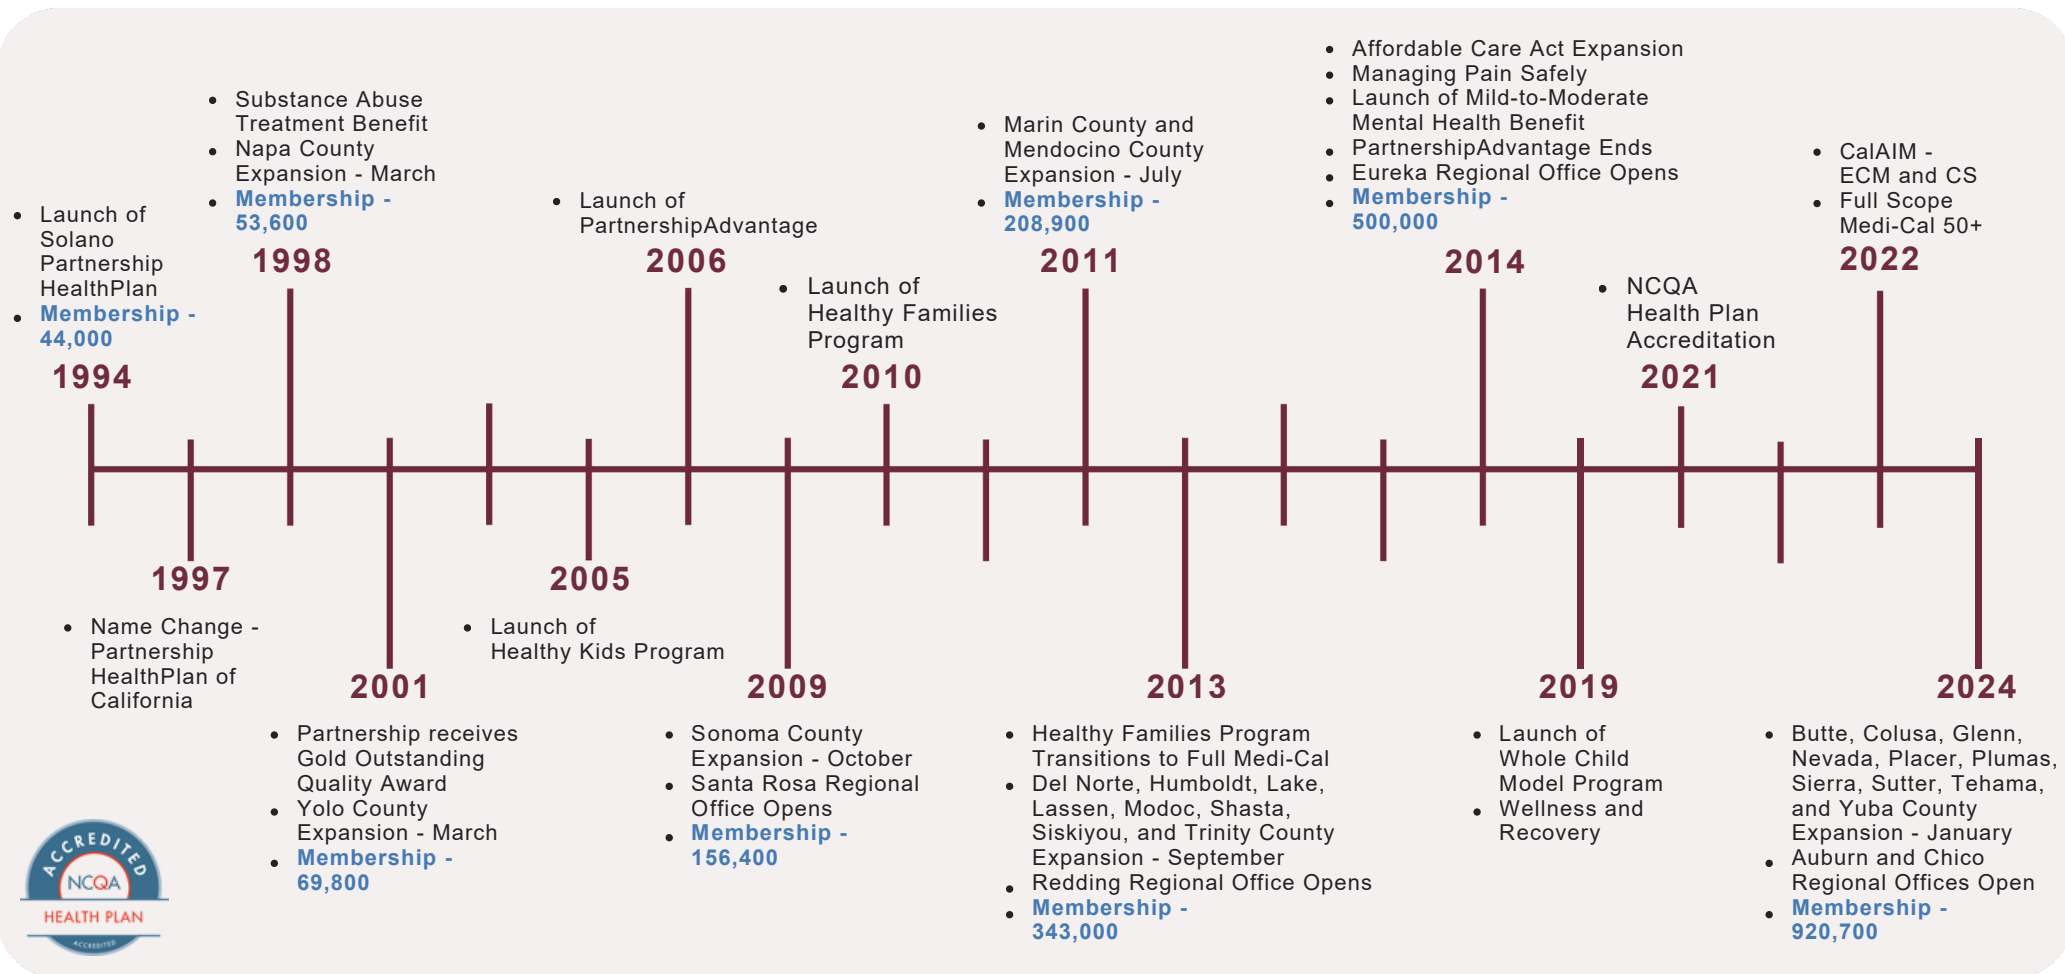 Launch of
Solano
Partnership
HealthPlan
Membership -
44,000
1994
1997
Name Change -
Partnership
HealthPlan of
California
Substance Abuse
Treatment Benefit
Napa County
Expansion - March
Membership -
53,600
1998
2001
Partnership receives
Gold Outstanding
Quality Award
Yolo County
Expansion - March
Membership -
69,800
2005
Launch of
Healthy Kids Program
Launch of
PartnershipAdvantage
2006
2009
Sonoma County
Expansion - October
Santa Rosa Regional
Office Opens
Membership -
156,400
Launch of
Healthy Families
Program
2010
Marin County and
Mendocino County
Expansion - July
Membership -
208,900
2011
2013
Healthy Families Program
Transitions to Full Medi-Cal
Del Norte, Humboldt, Lake,
Lassen, Modoc, Shasta,
Siskiyou, and Trinity County
Expansion - September
Redding Regional Office Opens
Membership -
343,000
Affordable Care Act Expansion
Managing Pain Safely
Launch of Mild-to-Moderate
Mental Health Benefit
PartnershipAdvantage Ends
Eureka Regional Office Opens
Membership -
500,000
2014
2019
Launch of
Whole Child
Model Program
Wellness and
Recovery
NCQA
Health Plan
Accreditation
2021
CalAIM -
ECM and CS
Full Scope
Medi-Cal 50+
2022
2024
Butte, Colusa, Glenn,
Nevada, Placer, Plumas,
Sierra, Sutter, Tehama,
and Yuba County
Expansion - January
Auburn and Chico
Regional Offices Open
Membership -
920,700
ACCREDITED
NCQA
HEALTH PLAN
ACCREDITED